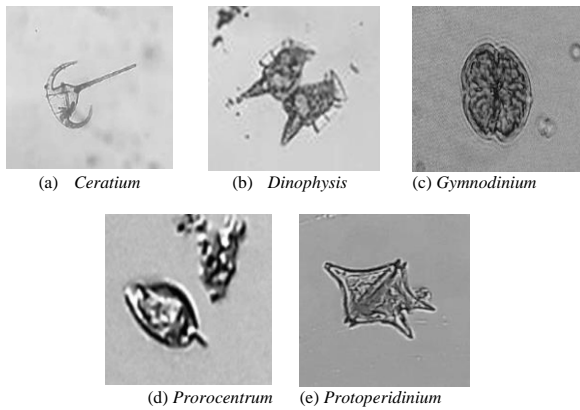 (a) Ceratium
(b) Dinophysis
(c) Gymnodinium
(d) Prorocentrum
(e) Protoperidinium